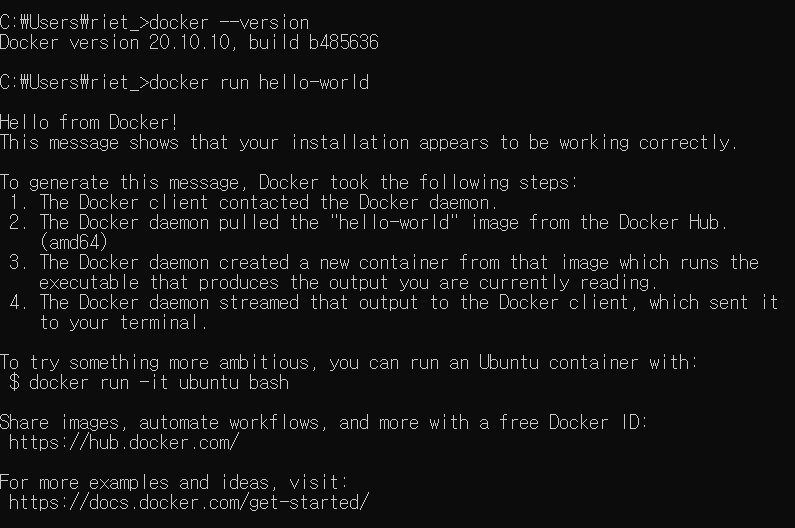 C:₩Users₩riet_>docker --version
Docker version 20.10.10, build b485636
C:₩Users₩riet_>docker run hello-world
Hello from Docker!
This message shows that your installation appears to be working correctly.
To generate this message, Docker took the following steps:
1. The Docker client contacted the Docker daemon.
2. The Docker daemon pulled the "hello-world" image from the Docker Hub.
(amd64)
3. The Docker daemon created a new container from that image which runs the
executable that produces the output you are currently reading.
4. The Docker daemon streamed that output to the Docker client, which sent it
to your terminal.
To try something more ambitious, you can run an Ubuntu container with:
$ docker run -it ubuntu bash
Share images, automate workflows, and more with a free Docker ID:
https://hub.docker.com/
For more examples and ideas, visit:
https://docs.docker.com/get-started/